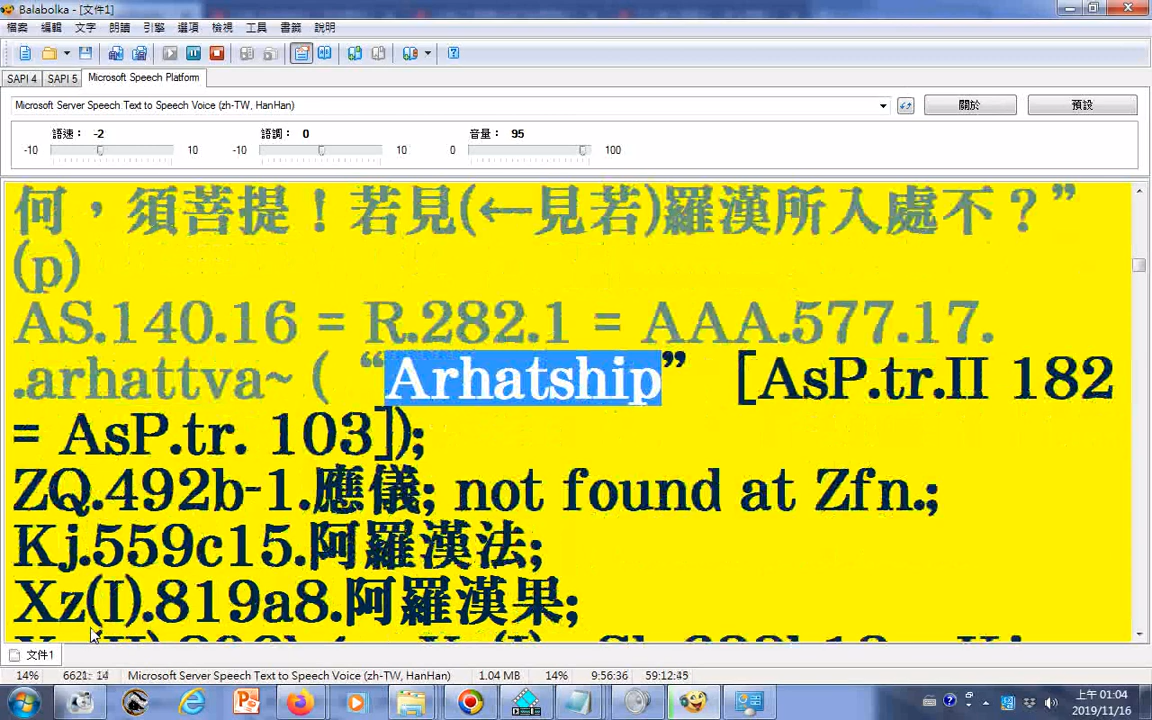 Balabolka - [文件1]
檔案 編輯 文字 朗讀 引擎 選項 檢視 工具 書籤 說明
SAPI 4 SAPI 5 Microsoft Speech Platform
Microsoft Server Speech Text to Speech Voice (zh-TW, HanHan) 關於 預設
語速： -2 語調： 0 音量： 95
-10 10 -10 10 0 100
何，須菩提！若見(←見若)羅漢所入處不？”
(p)
AS.140.16 = R.282.1 = AAA.577.17.
.arhattva~ ( “Arhatship” [AsP.tr.II 182
= AsP.tr. 103]);
ZQ.492b-1.應儀; not found at Zfn.;
Kj.559c15.阿羅漢法;
Xz(I).819a8.阿羅漢果;
文件1
14% 6621: 14 Microsoft Server Speech Text to Speech Voice (zh-TW, HanHan) 1.04 MB 14% 9:56:36 59:12:45
上午 01:04
2019/11/16